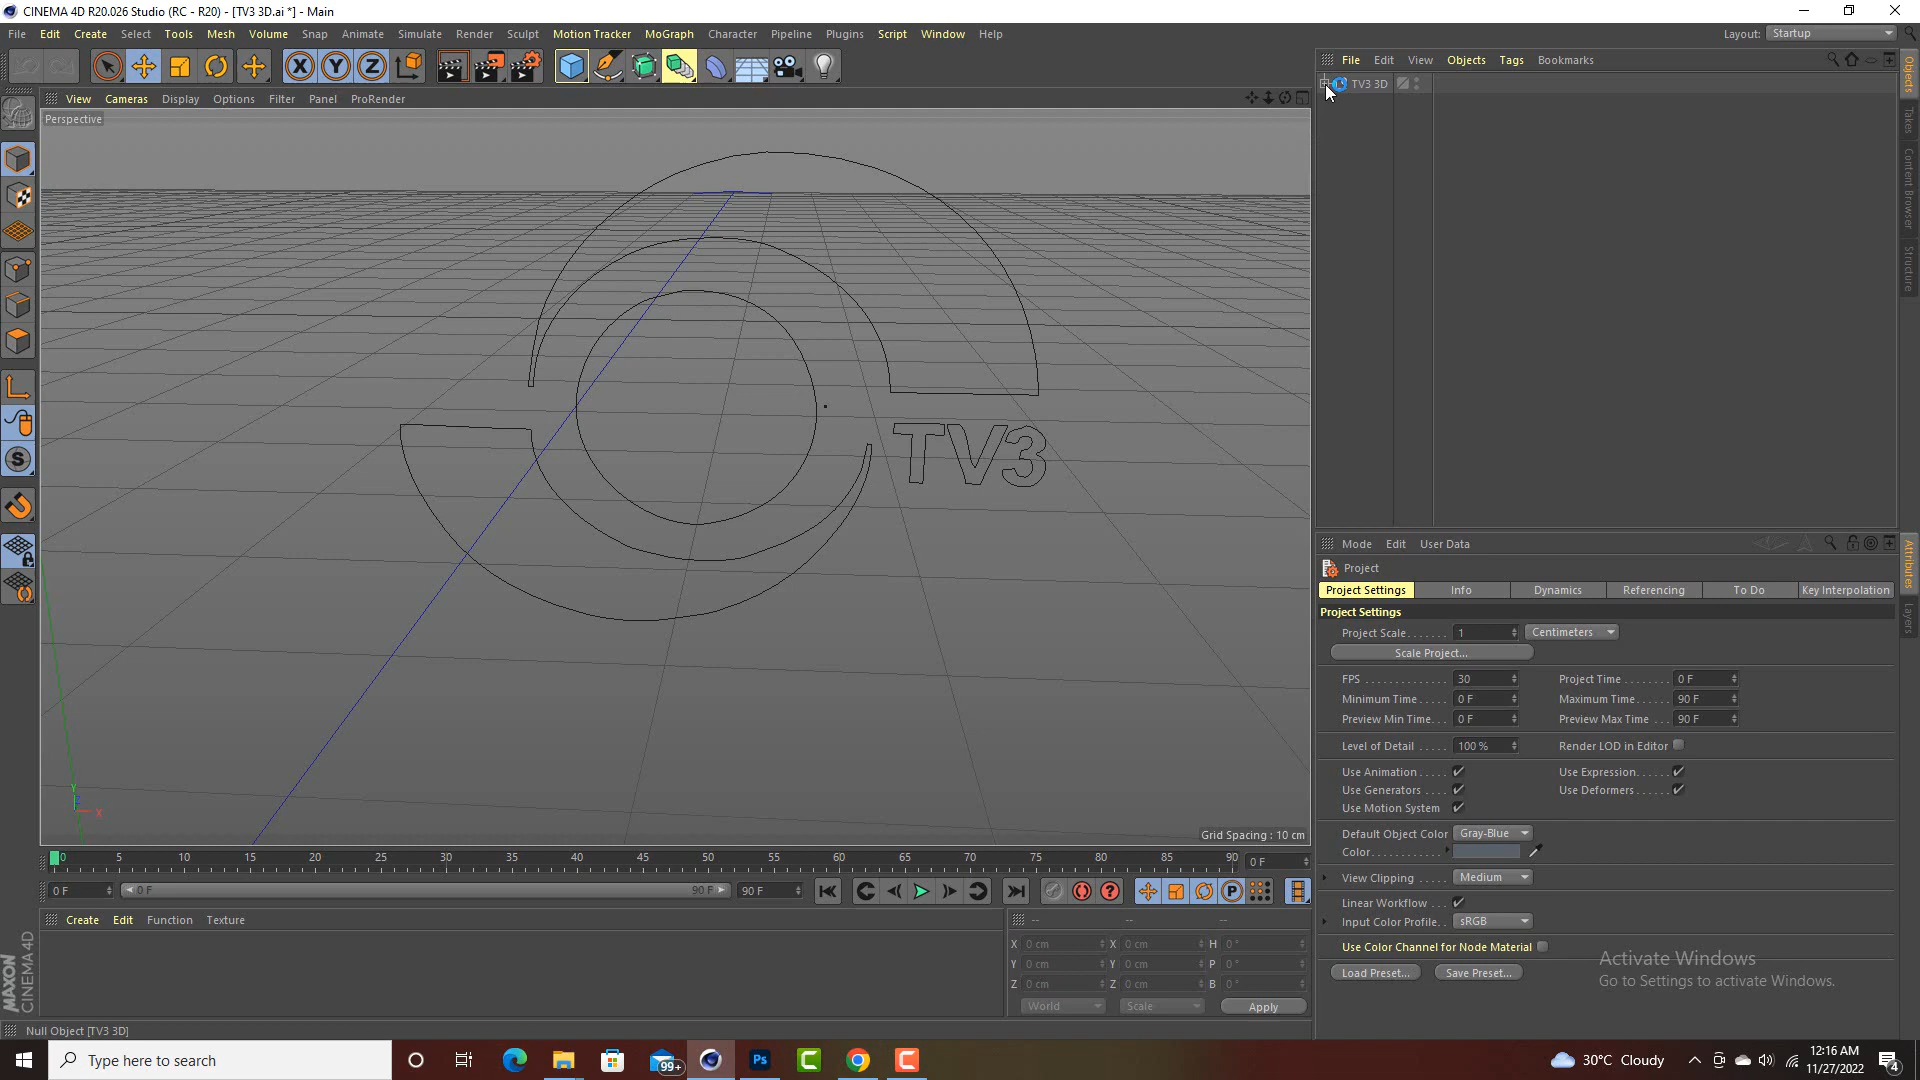 CINEMA 4D R20.026 Studio (RC - R20) - [TV3 3D.ai *] - Main
File Edit Create Select Tools Mesh Volume Snap Animate Simulate Render Sculpt Motion Tracker MoGraph Character Pipeline Plugins Script Window Help
Layout: Startup
File Edit View Objects Tags Bookmarks
TV3 3D
View Cameras Display Options Filter Panel ProRender
Perspective
TV3
Y
X
Grid Spacing : 10 cm
Objects
Takes
Content Browser
Structure
Mode Edit User Data
Project
Project Settings Info Dynamics Referencing To Do Key Interpolation
Project Settings
Project Scale....... 1 Centimeters
Scale Project...
FPS ............. 30 Project Time ........ 0 F
Minimum Time.... 0 F Maximum Time...... 90 F
Preview Min Time... 0 F Preview Max Time ... 90 F
Level of Detail ..... 100 % Render LOD in Editor
Use Animation..... Use Expression.......
Use Generators .... Use Deformers.......
Use Motion System
Default Object Color Gray-Blue
Color............
View Clipping ..... Medium
Linear Workflow ...
Input Color Profile.. sRGB
Use Color Channel for Node Material
Load Preset... Save Preset...
Activate Windows
Go to Settings to activate Windows.
Attributes
Layers
0 5 10 15 20 25 30 35 40 45 50 55 60 65 70 75 80 85 90 0 F
0 F 0 F 90 F 90 F
Create Edit Function Texture
-- -- --
X 0 cm X 0 cm H 0 °
Y 0 cm Y 0 cm P 0 °
Z 0 cm Z 0 cm B 0 °
World Scale Apply
MAXON
CINEMA 4D
Null Object [TV3 3D]
Type here to search
99+
Ps
30°C Cloudy
12:16 AM
11/27/2022
4